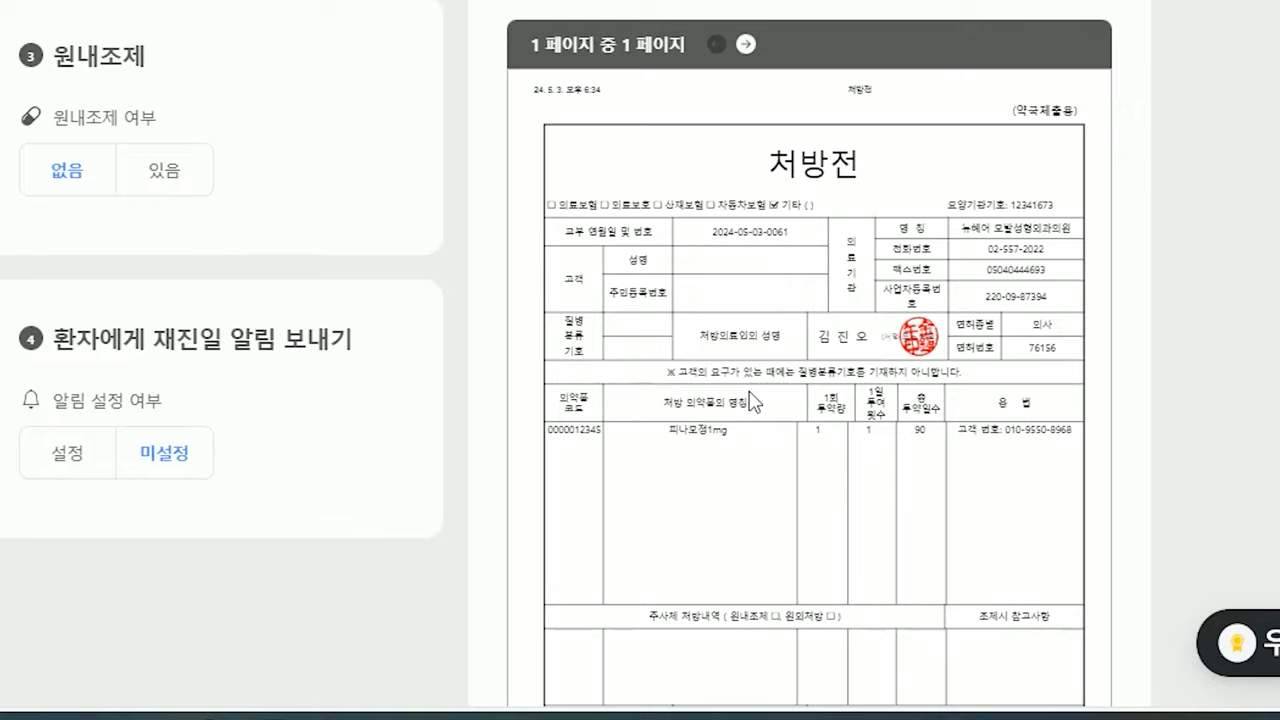 3 원내조제
원내조제 여부
없음 있음
4 환자에게 재진일 알림 보내기
알림 설정 여부
설정 미설정
1 페이지 중 1 페이지
24. 5. 3. 오후 6:34 처방전
(약국제출용)
처방전
☐ 의료보험 ☐ 의료보호 ☐ 산재보험 ☐ 자동차보험 ☑ 기타 ( ) 요양기관기호: 12341673
교부 연월일 및 번호 2024-05-03-0061
의료기관
명 칭 뉴헤어 모발성형외과의원
전화번호 02-557-2022
팩스번호 05040444693
사업자등록번호 220-09-87394
고객 성명
주민등록번호
질병분류기호
처방의료인의 성명 김 진 오
면허종별 의사
면허번호 76156
※ 고객의 요구가 있는 때에는 질병분류기호를 기재하지 아니합니다.
의약품코드 처방 의약품의 명칭 1회투약량 1일투여횟수 총투약일수 용 법
0000012345 피나모정1mg 1 1 90 고객 번호: 010-9550-8968
주사제 처방내역 ( 원내조제 ☐, 원외처방 ☐ ) 조제시 참고사항